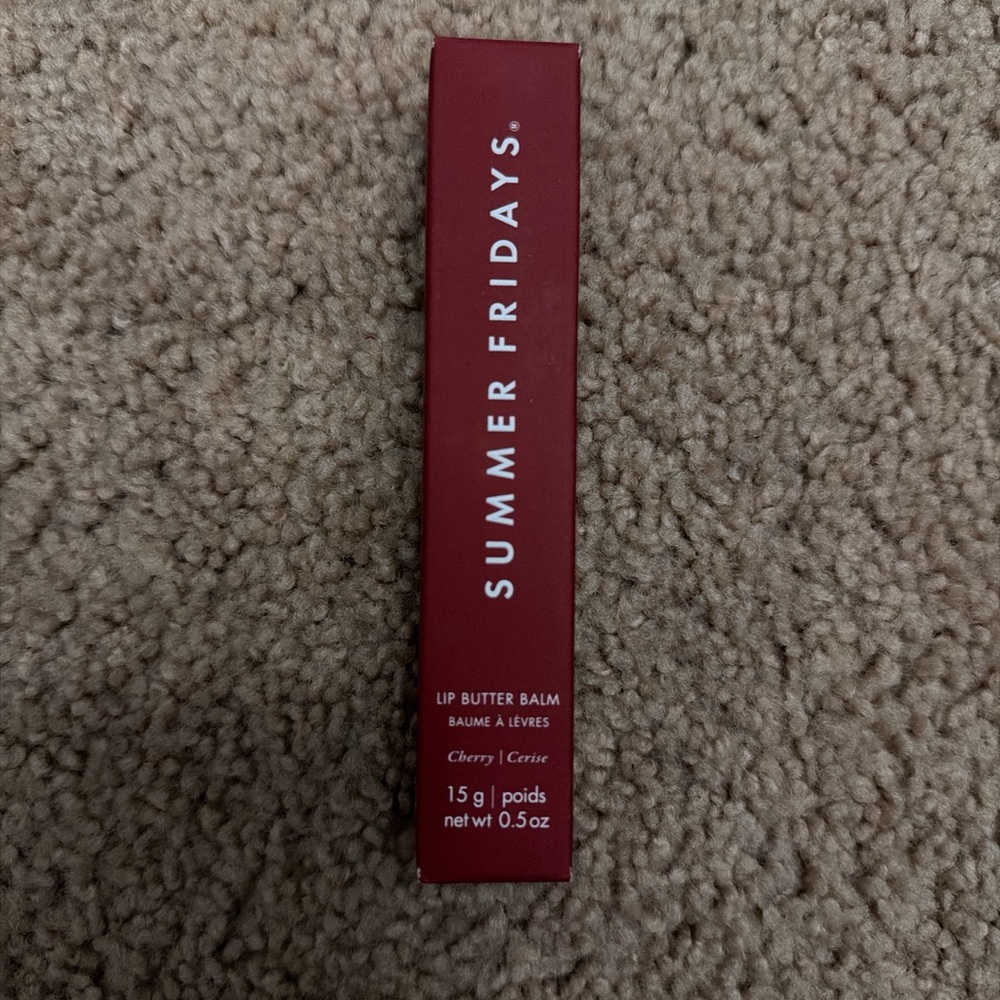 SUMMER FRIDAYS®
LIP BUTTER BALM
BAUME À LÈVRES
Cherry | Cerise
15 g | poids
net wt 0.5 oz